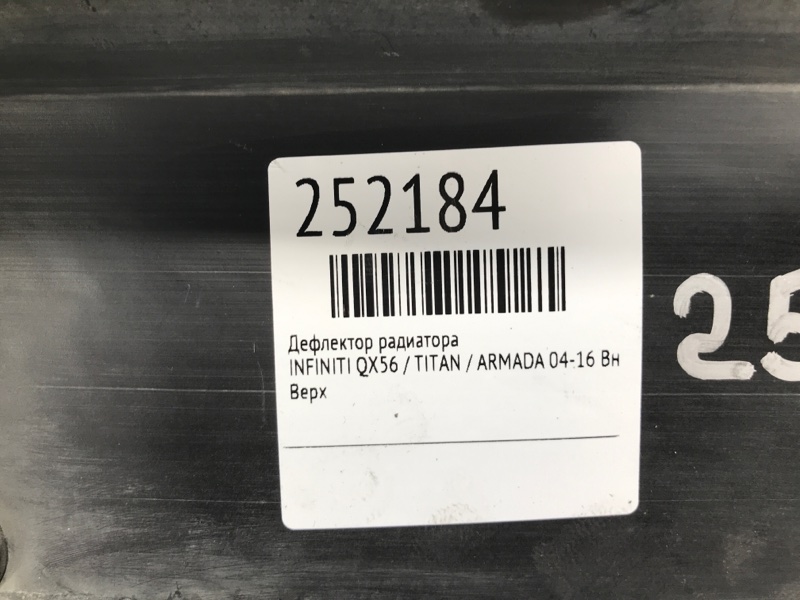 252184
Дефлектор радиатора
INFINITI QX56 / TITAN / ARMADA 04-16 Вн
Верх
25